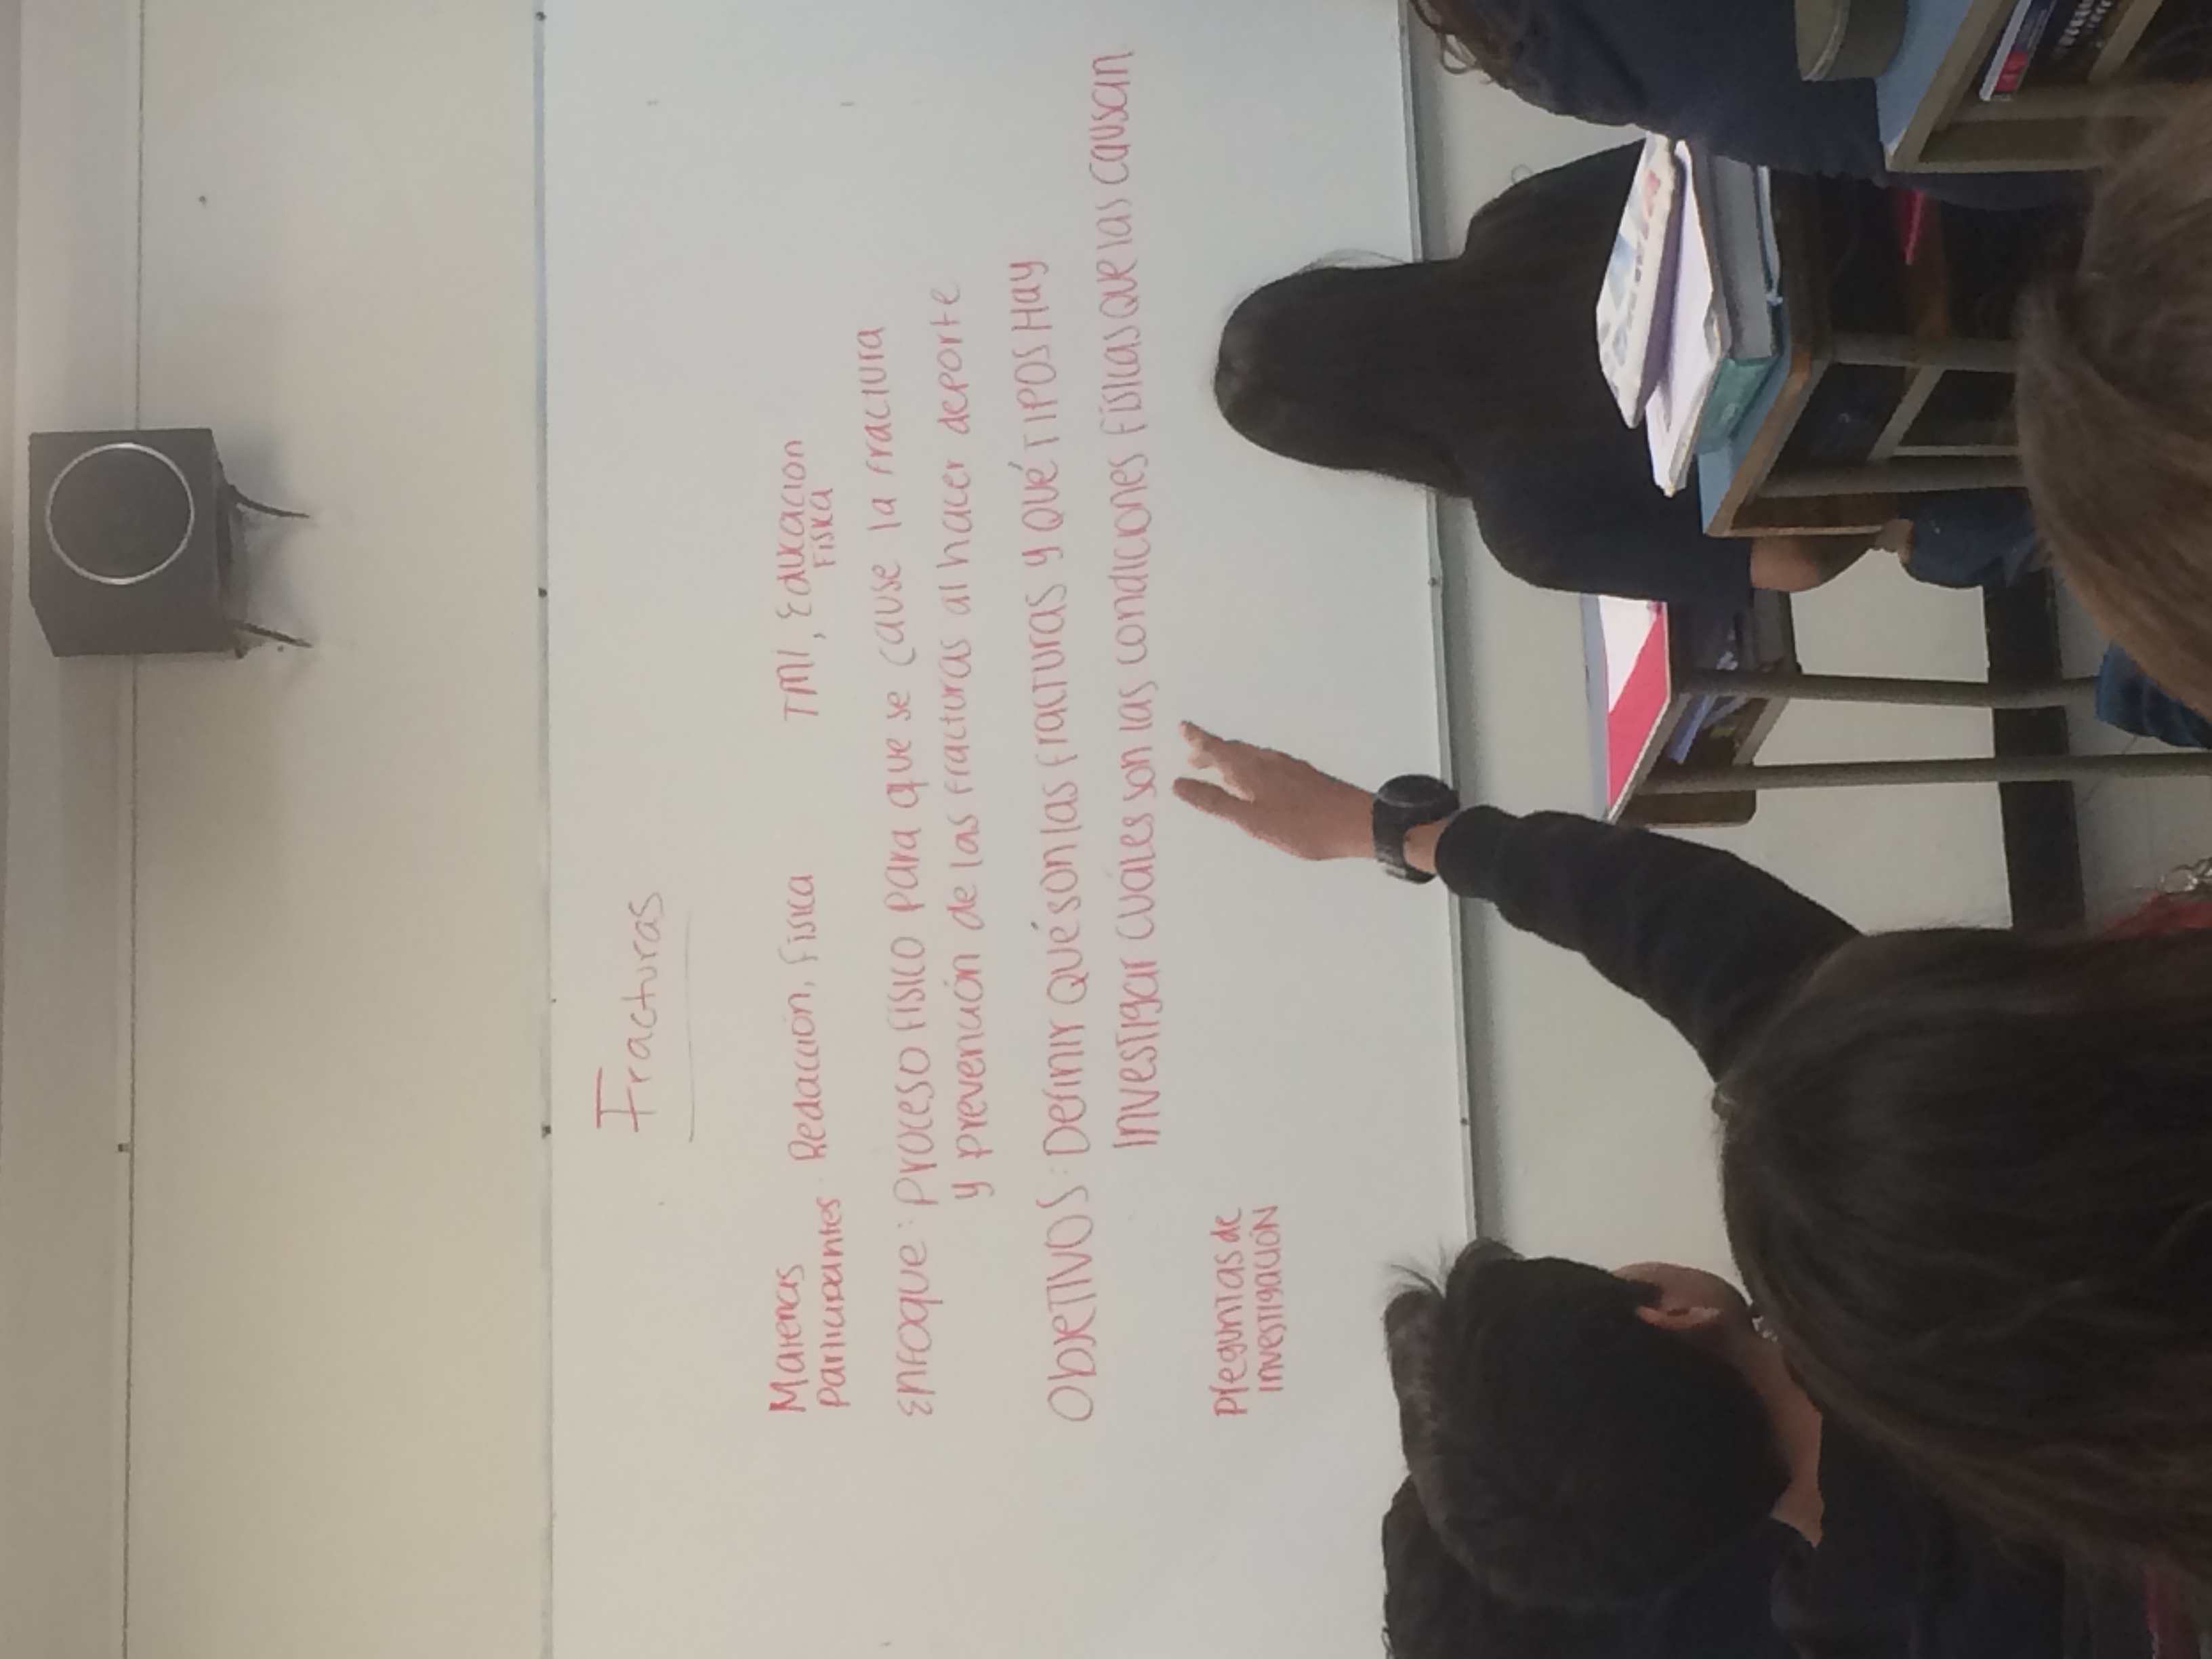 Fracturas
Materias
Participantes Redacción, Física TMI, Educacion
Física
Enfoque: Proceso físico para que se cause la fractura
y prevención de las fracturas al hacer deporte
Objetivos: Definir qué son las fracturas y qué tipos hay
Investigar cuáles son las condiciones físicas que las causan
Preguntas de
investigación